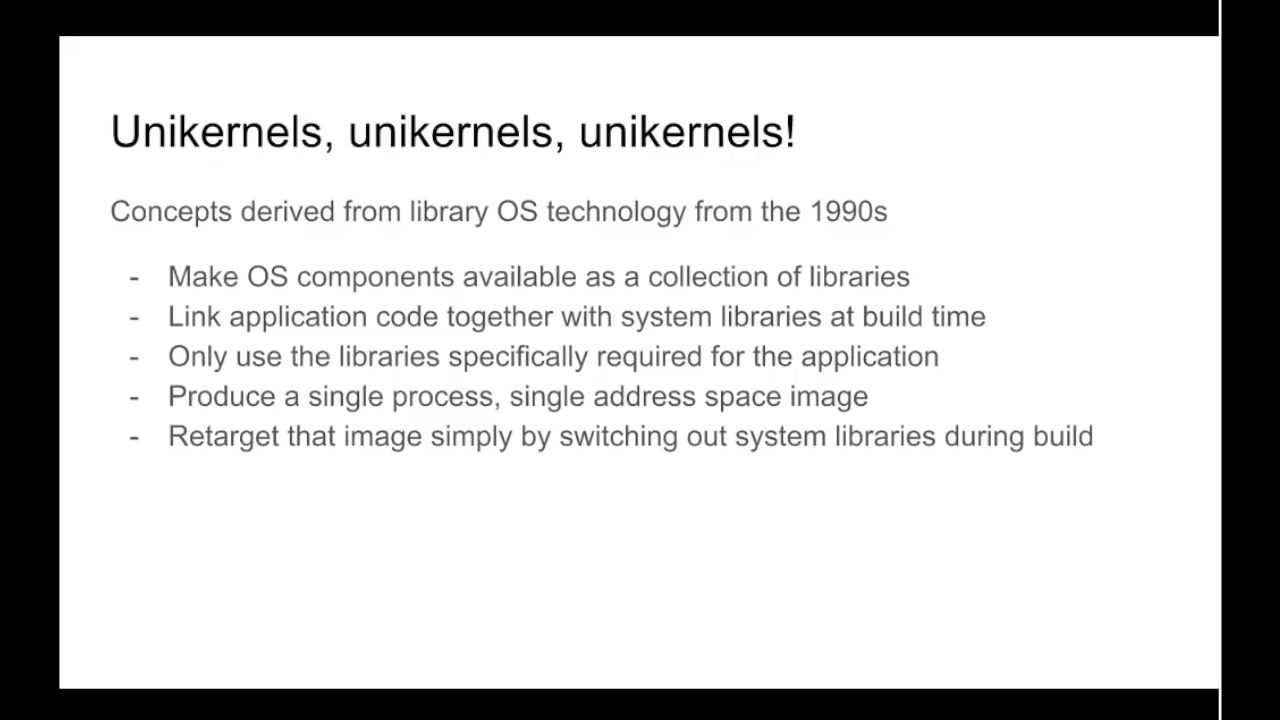 Unikernels, unikernels, unikernels!
Concepts derived from library OS technology from the 1990s
- Make OS components available as a collection of libraries
- Link application code together with system libraries at build time
- Only use the libraries specifically required for the application
- Produce a single process, single address space image
- Retarget that image simply by switching out system libraries during build